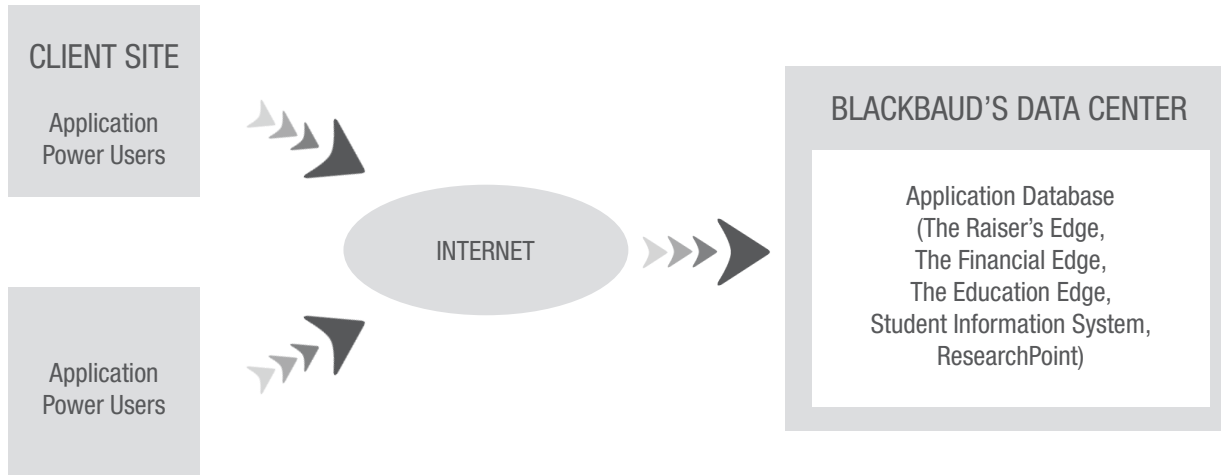 CLIENT SITE
Application
Power Users
Application
Power Users
INTERNET
BLACKBAUD’S DATA CENTER
Application Database
(The Raiser’s Edge,
The Financial Edge,
The Education Edge,
Student Information System,
ResearchPoint)